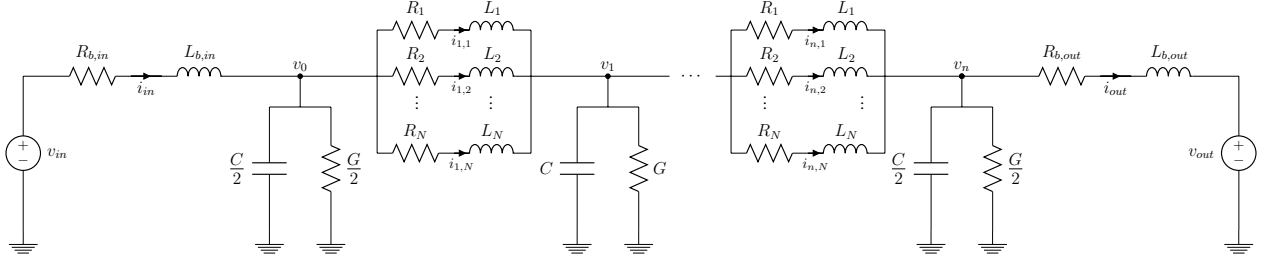 R_{b,in} L_{b,in} v_0 R_1 L_1 v_1 ... R_1 L_1 v_n R_{b,out} L_{b,out}
i_{in} i_{1,1} i_{n,1} i_{out}
R_2 L_2 R_2 L_2
i_{1,2} i_{n,2}
⋮ ⋮ ⋮ ⋮
R_N L_N R_N L_N
i_{1,N} i_{n,N}
+
−
v_{in} C/2 G/2 C G C/2 G/2 v_{out}
+
−